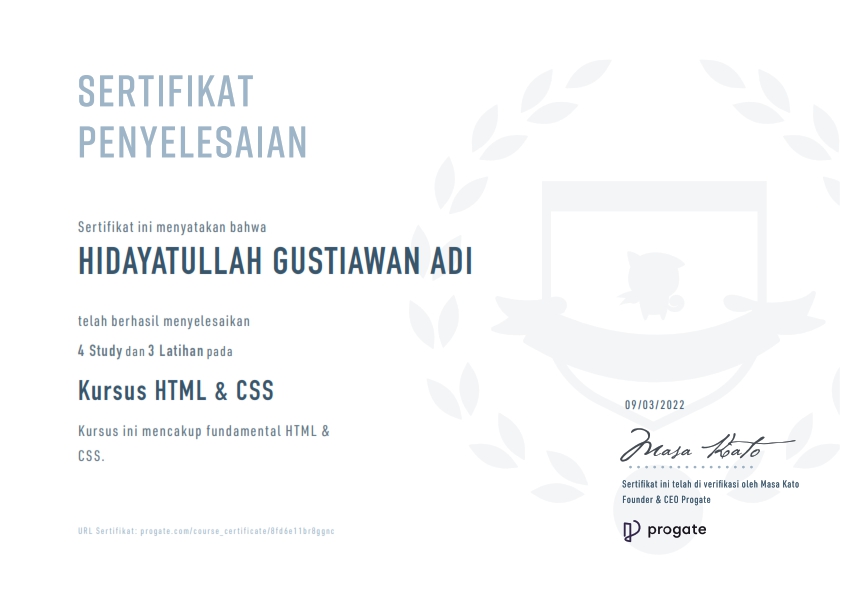 SERTIFIKAT
PENYELESAIAN
Sertifikat ini menyatakan bahwa
HIDAYATULLAH GUSTIAWAN ADI
telah berhasil menyelesaikan
4 Study dan 3 Latihan pada
Kursus HTML & CSS
Kursus ini mencakup fundamental HTML &
CSS.
09/03/2022
Masa Kato
Sertifikat ini telah di verifikasi oleh Masa Kato
Founder & CEO Progate
URL Sertifikat: progate.com/course_certificate/8fd6e11br8ggnc
progate